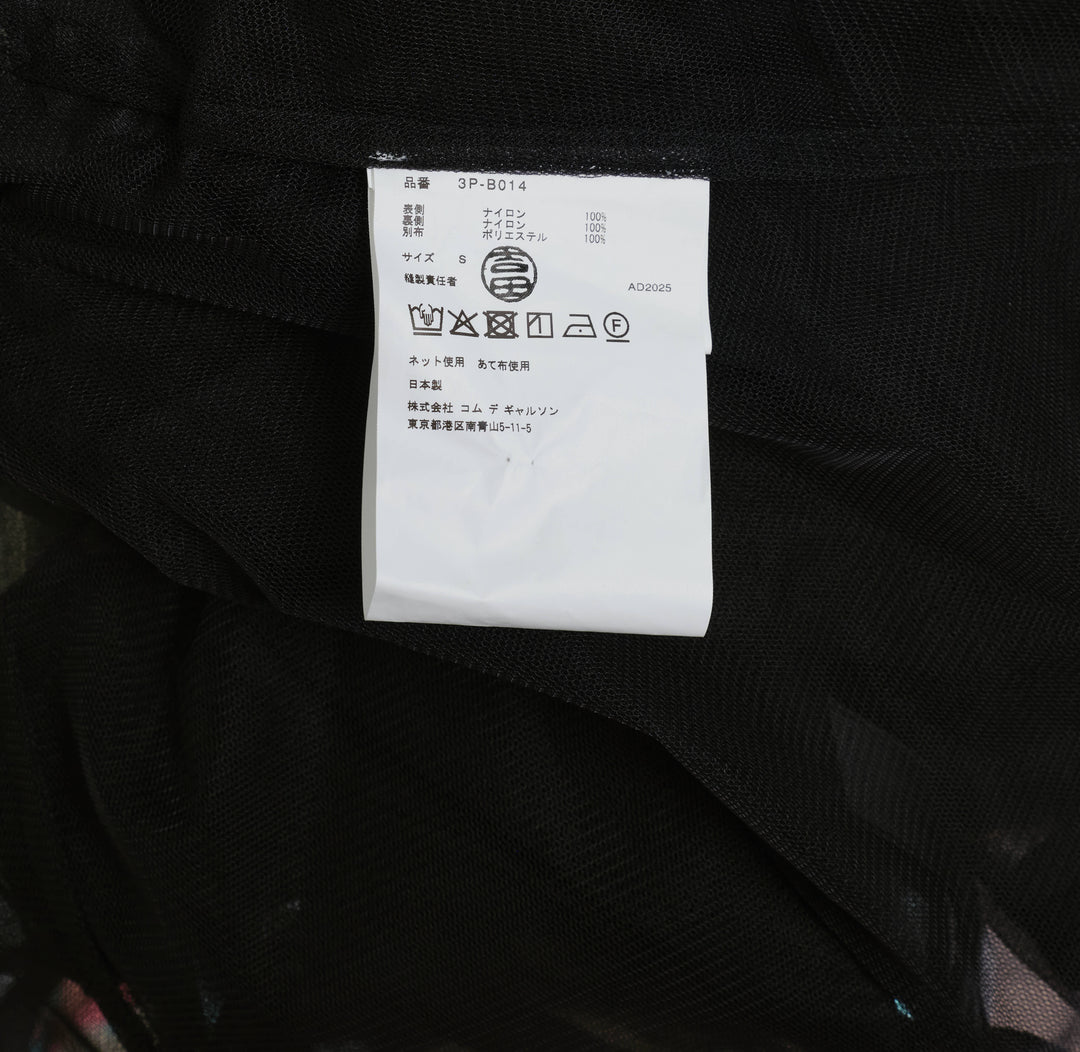 品番 3P-B014
表側 ナイロン 100%
裏側 ナイロン 100%
別布 ポリエステル 100%
サイズ S
縫製責任者
AD2025
F
ネット使用 あて布使用
日本製
株式会社 コム デ ギャルソン
東京都港区南青山5-11-5